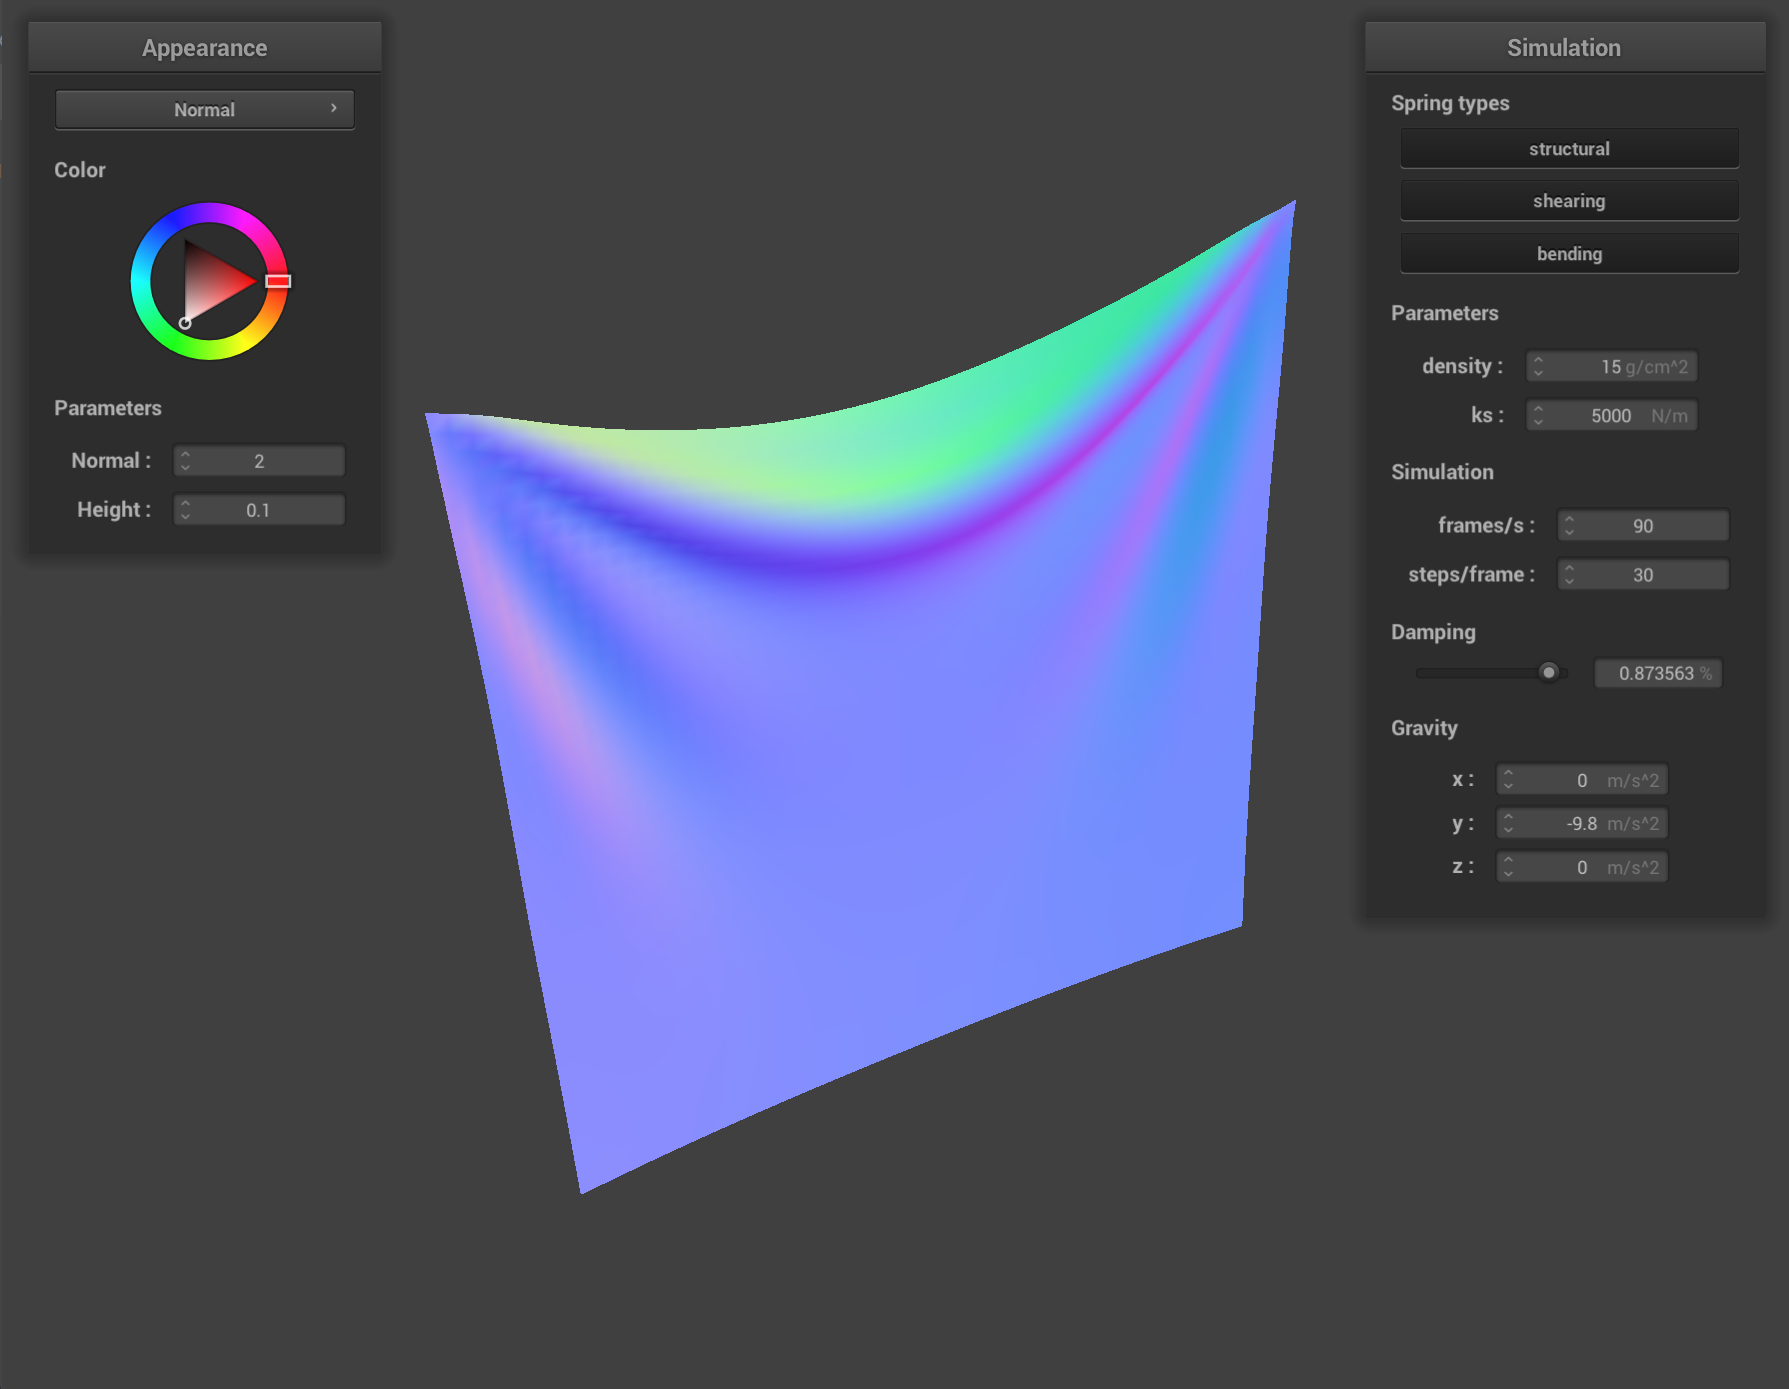 Appearance
Normal
Color
Parameters
Normal : 2
Height : 0.1
Simulation
Spring types
structural
shearing
bending
Parameters
density : 15 g/cm^2
ks : 5000 N/m
Simulation
frames/s : 90
steps/frame : 30
Damping
0.873563 %
Gravity
x : 0 m/s^2
y : -9.8 m/s^2
z : 0 m/s^2